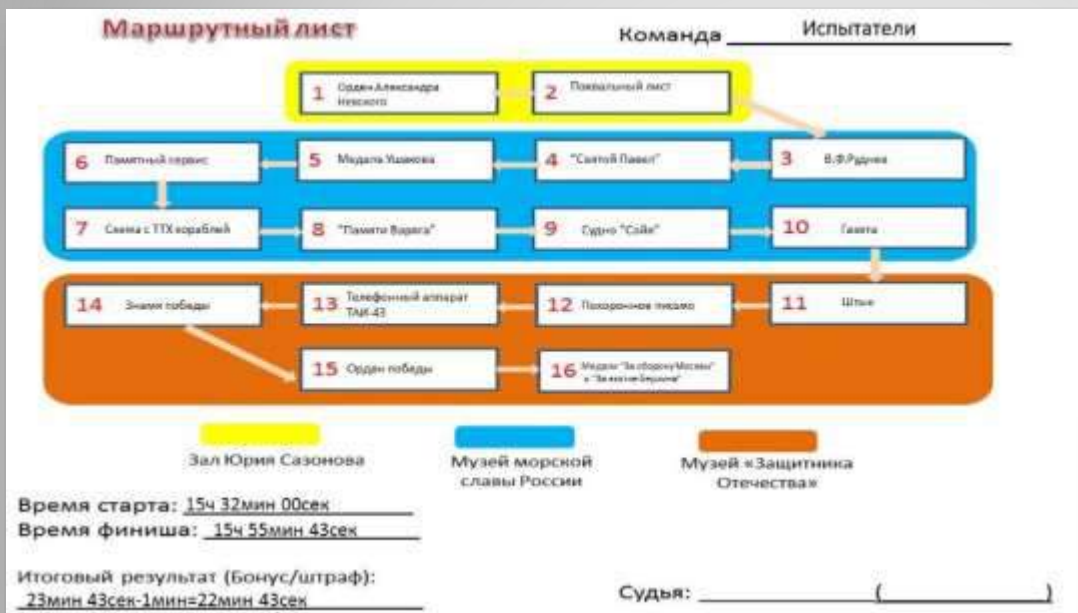 Маршрутный лист
Команда Испытатели
1 Орден Александра Невского
2 Похвальный лист
3 В.Ф.Руднев
4 "Святой Павел"
5 Медаль Ушакова
6 Памятный сервис
7 Схема с ТТХ кораблей
8 "Памяти Варяга"
9 Судно "Сойя"
10 Газета
11 Штык
12 Похоронное письмо
13 Телефонный аппарат ТАИ-43
14 Знамя победы
15 Орден победы
16 Медали "За оборону Москвы" и "За взятие Берлина"
Зал Юрия Сазонова
Музей морской славы России
Музей «Защитника Отечества»
Время старта: 15ч 32мин 00сек
Время финиша: 15ч 55мин 43сек
Итоговый результат (Бонус/штраф):
23мин 43сек-1мин=22мин 43сек
Судья: ( )